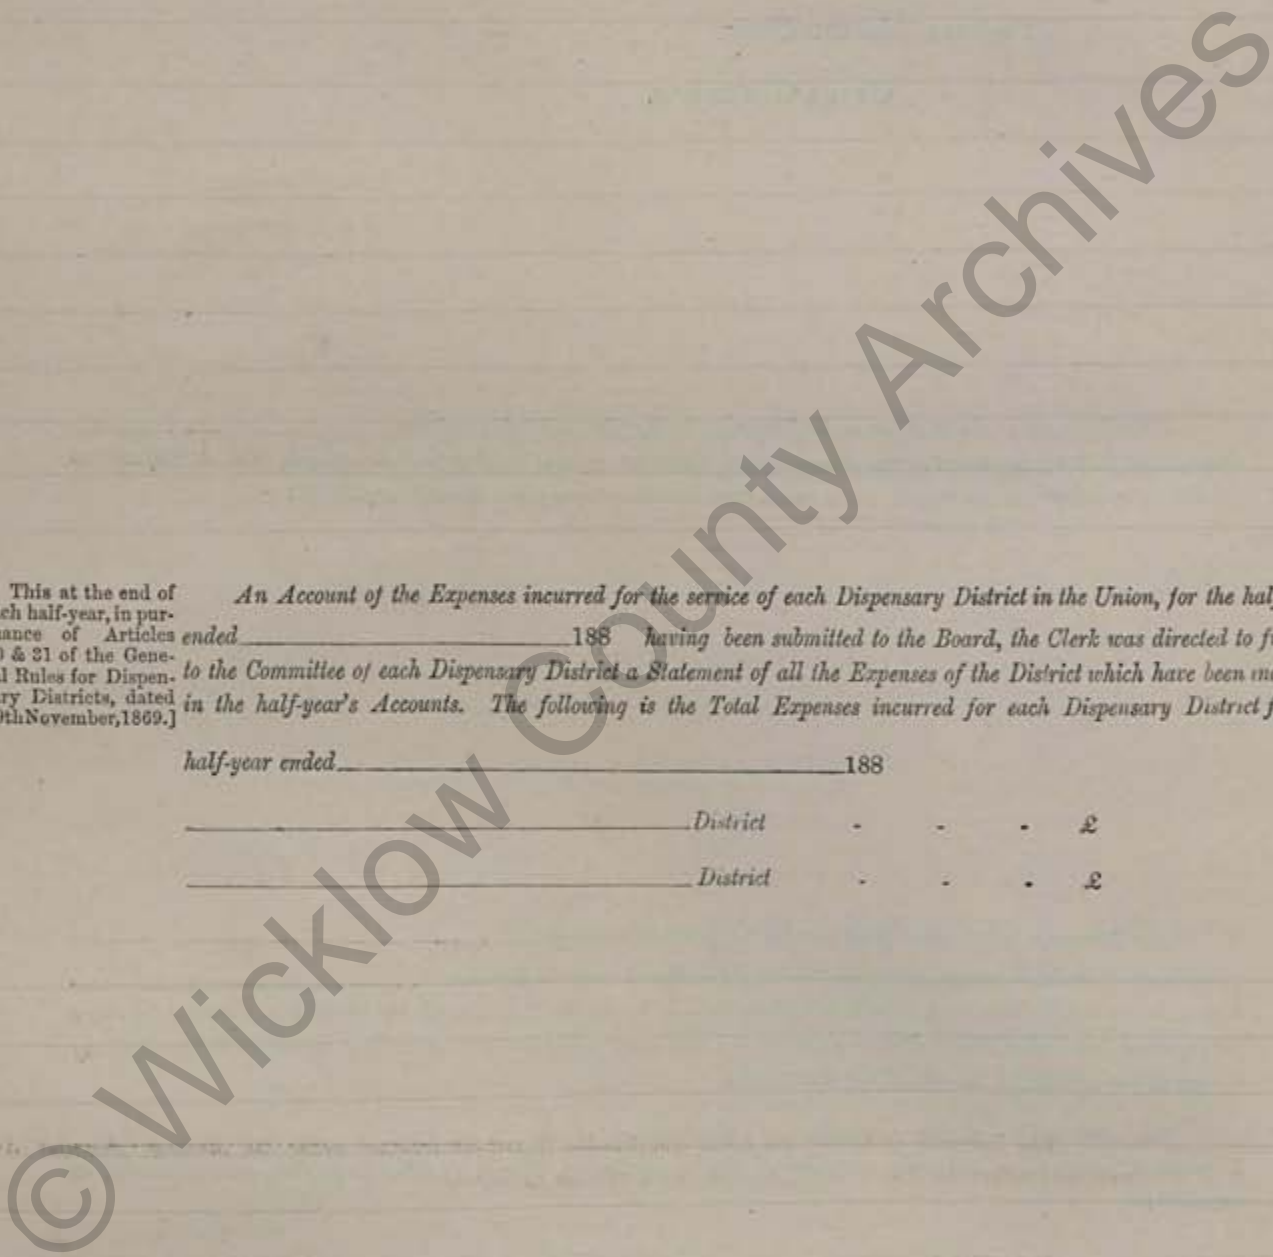 This at the end of
ch half-year, in pur-
ance of Articles
& 31 of the Gene-
l Rules for Dispen-
ry Districts, dated
thNovember,1869.]
An Account of the Expenses incurred for the service of each Dispensary District in the Union, for the hal
ended 188 having been submitted to the Board, the Clerk was directed to fu
to the Committee of each Dispensary District a Statement of all the Expenses of the District which have been
in the half-year's Accounts. The following is the Total Expenses incurred for each Dispensary District f
half-year ended 188
District - - - £
District - - - £
© Wicklow County Archives